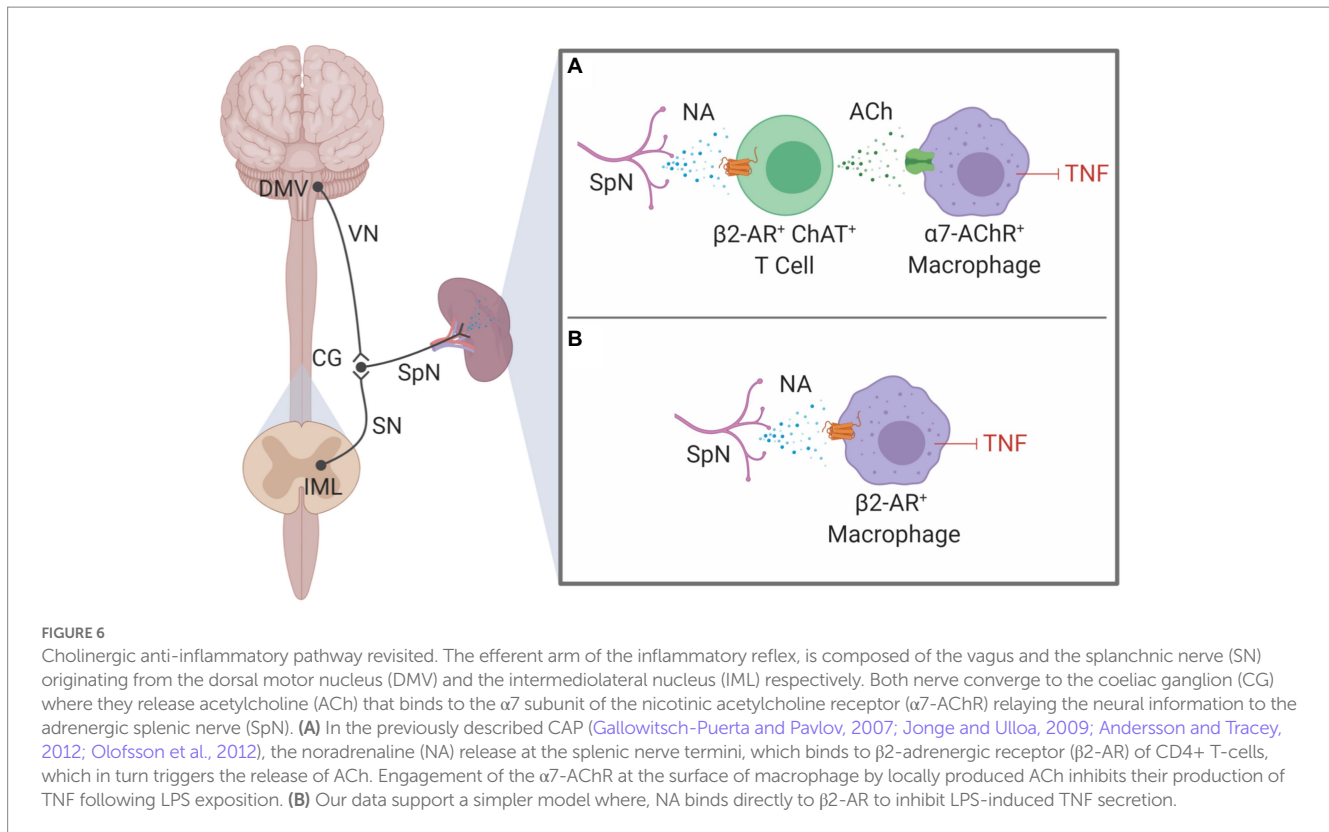 DMV
VN
CG
SpN
SN
IML
A
NA
ACh
SpN
TNF
β2-AR⁺ ChAT⁺
T Cell
α7-AChR⁺
Macrophage
B
NA
SpN
TNF
β2-AR⁺
Macrophage
FIGURE 6
Cholinergic anti-inflammatory pathway revisited. The efferent arm of the inflammatory reflex, is composed of the vagus and the splanchnic nerve (SN)
originating from the dorsal motor nucleus (DMV) and the intermediolateral nucleus (IML) respectively. Both nerve converge to the coeliac ganglion (CG)
where they release acetylcholine (ACh) that binds to the α7 subunit of the nicotinic acetylcholine receptor (α7-AChR) relaying the neural information to the
adrenergic splenic nerve (SpN). (A) In the previously described CAP (Gallowitsch-Puerta and Pavlov, 2007; Jonge and Ulloa, 2009; Andersson and Tracey,
2012; Olofsson et al., 2012), the noradrenaline (NA) release at the splenic nerve termini, which binds to β2-adrenergic receptor (β2-AR) of CD4+ T-cells,
which in turn triggers the release of ACh. Engagement of the α7-AChR at the surface of macrophage by locally produced ACh inhibits their production of
TNF following LPS exposition. (B) Our data support a simpler model where, NA binds directly to β2-AR to inhibit LPS-induced TNF secretion.